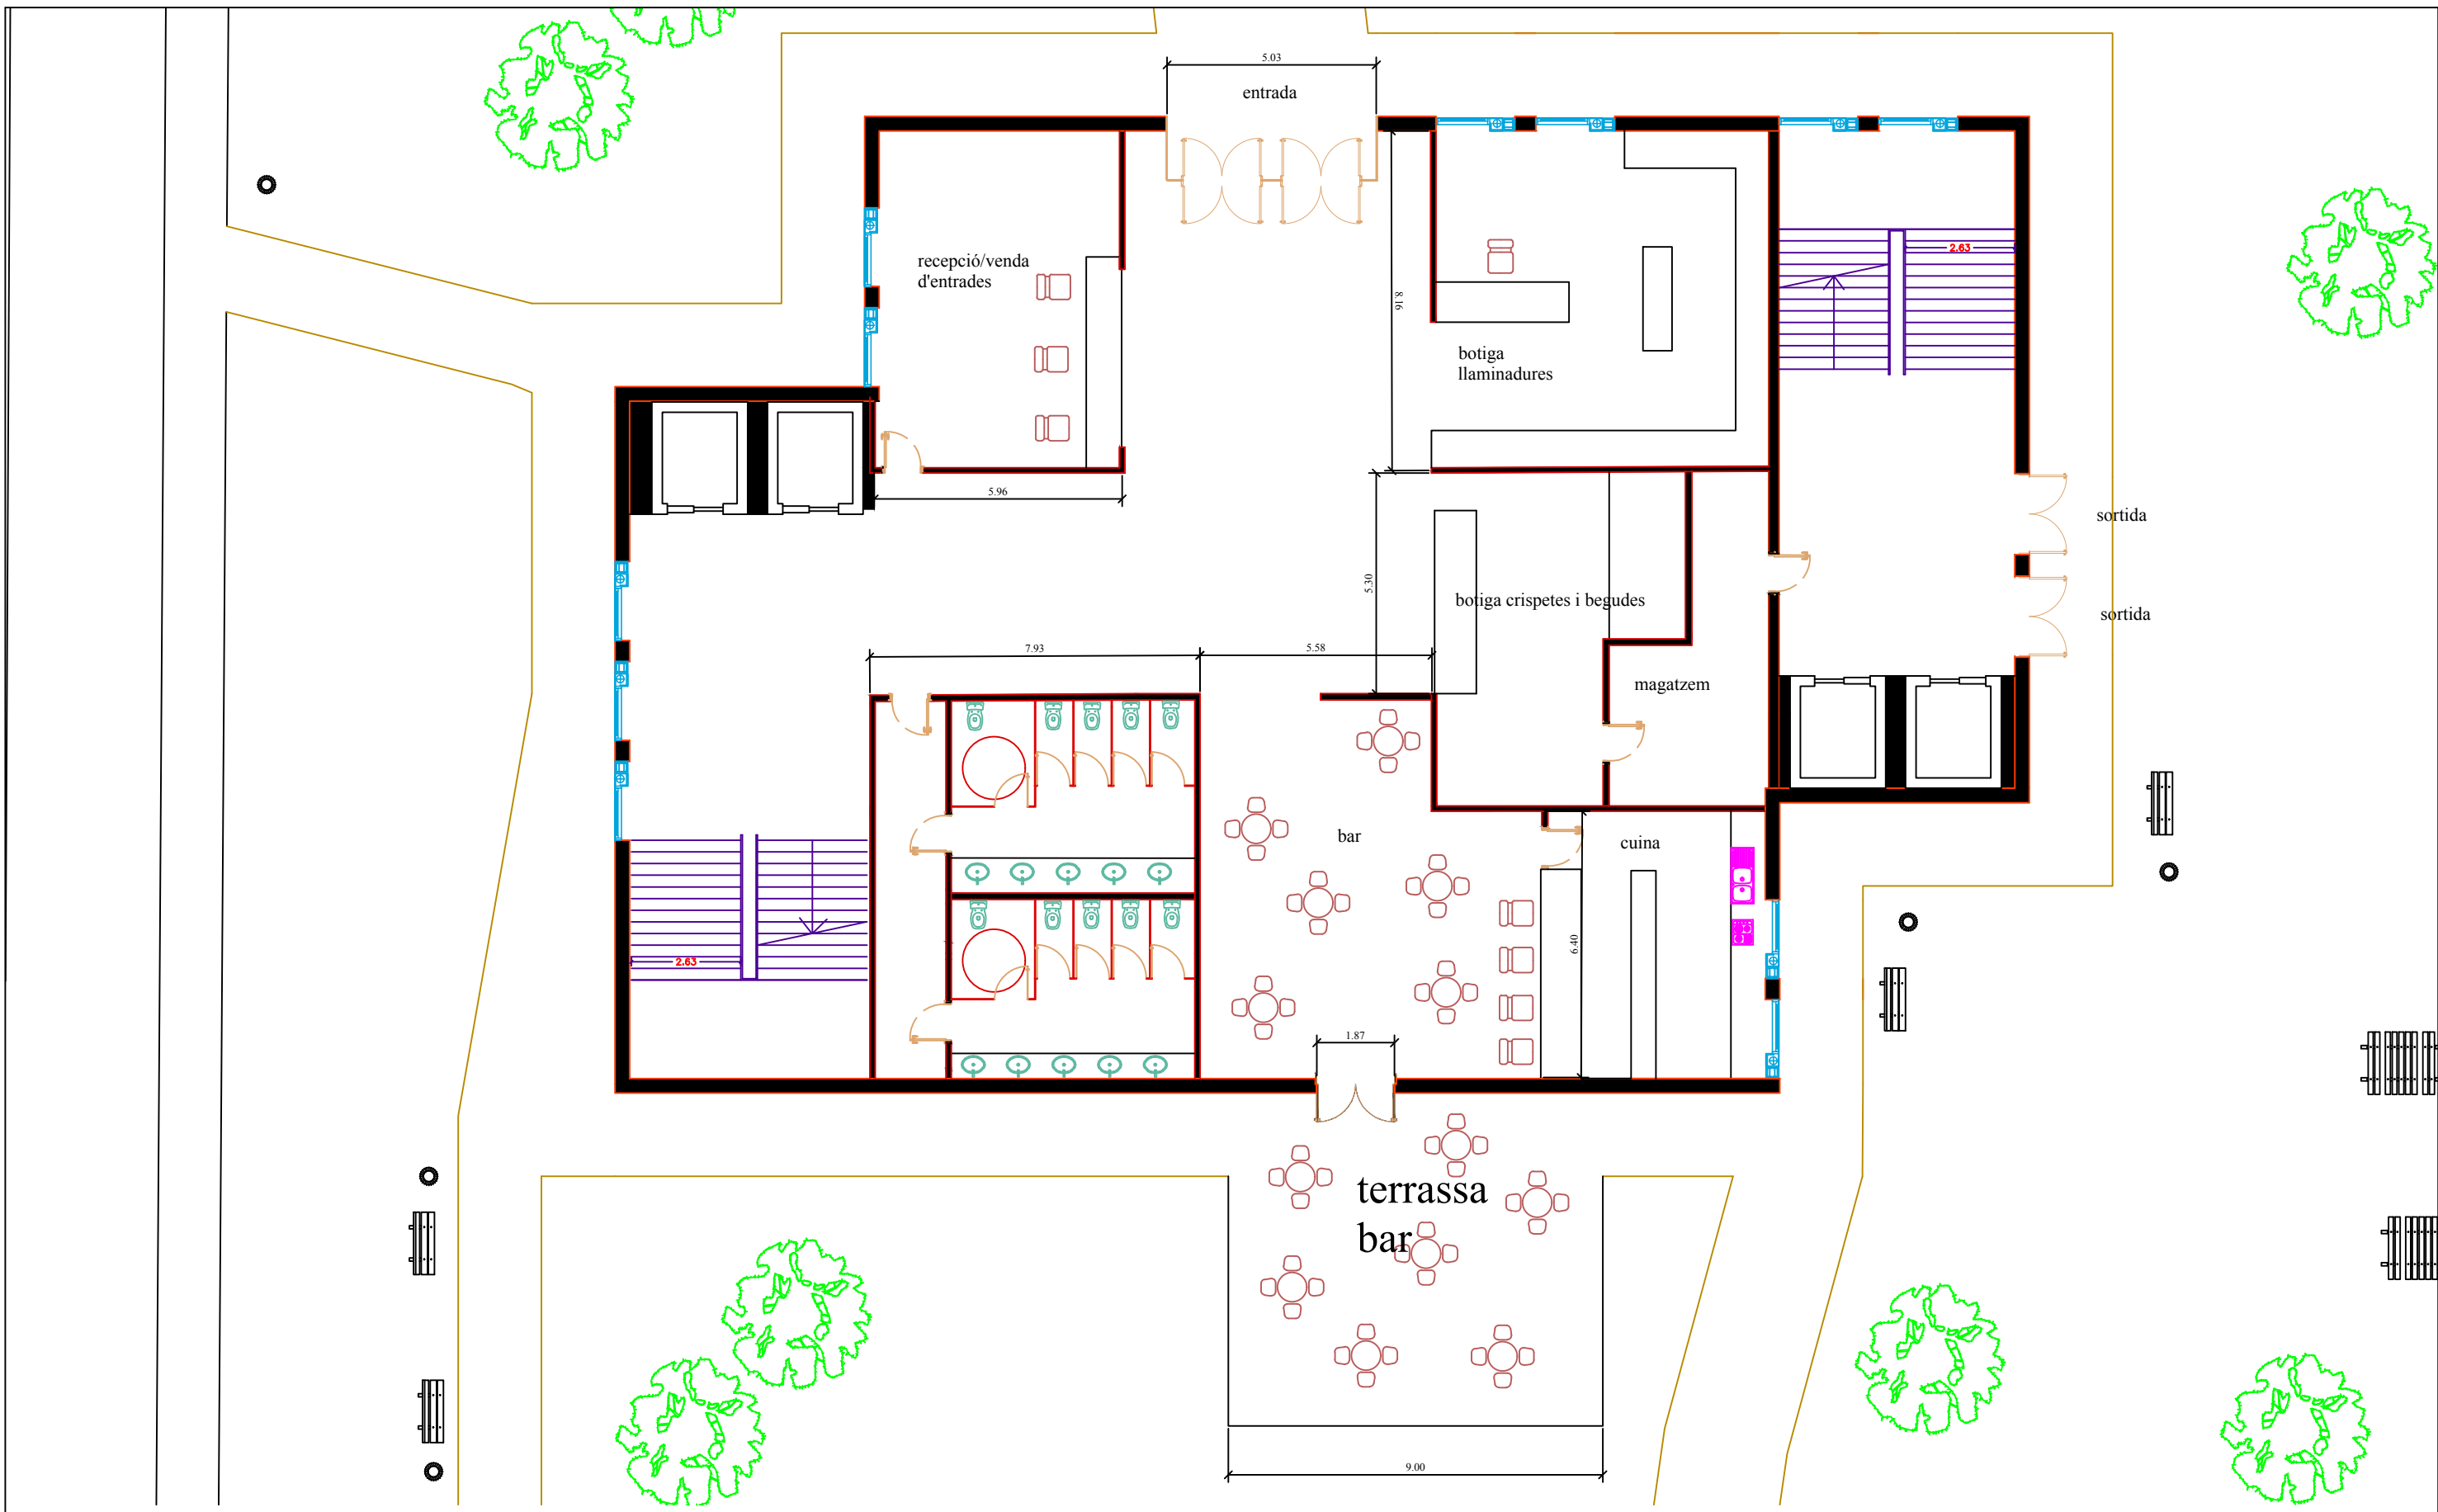 5.03
entrada
2.63
recepció/venda
d'entrades
8.16
botiga
llaminadures
5.96
sortida
5.30
botiga crispetes i begudes
sortida
7.93
5.58
magatzem
bar
cuina
6.40
2.63
1.87
terrassa
bar
9.00